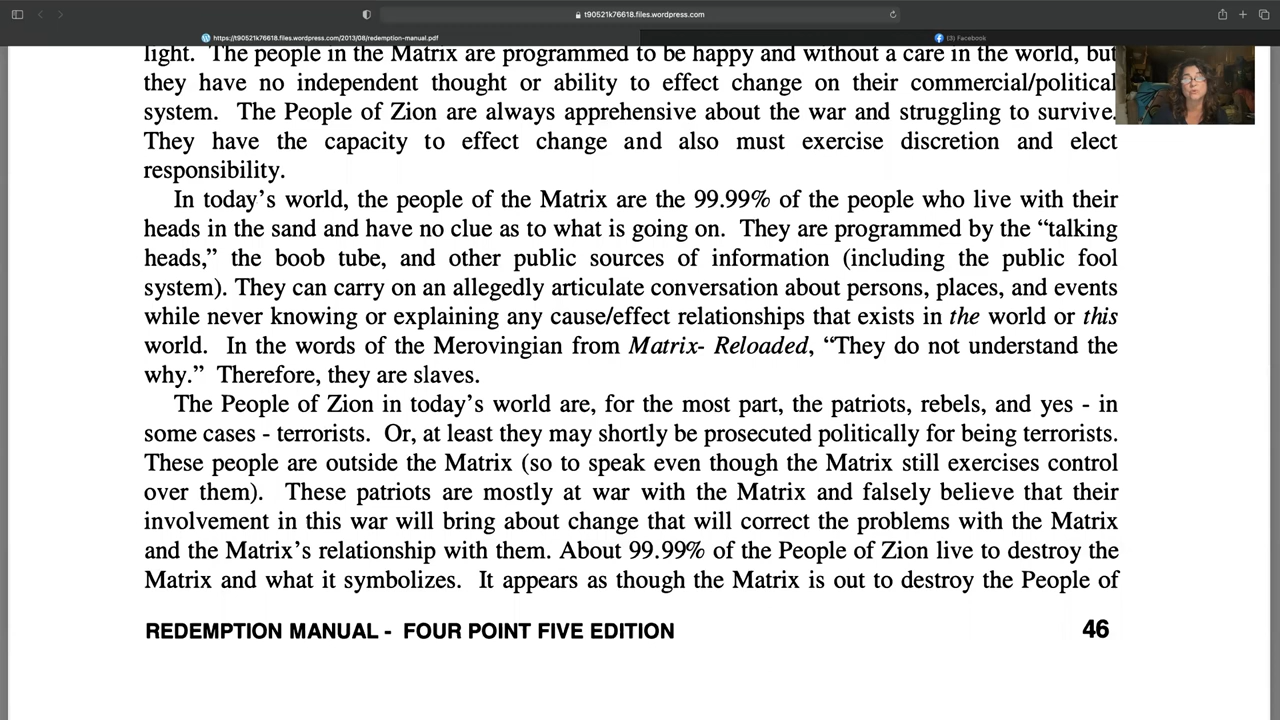 t90521k76618.files.wordpress.com
https://t90521k76618.files.wordpress.com/2013/08/redemption-manual.pdf
(3) Facebook
light. The people in the Matrix are programmed to be happy and without a care in the world, but
they have no independent thought or ability to effect change on their commercial/political
system. The People of Zion are always apprehensive about the war and struggling to survive.
They have the capacity to effect change and also must exercise discretion and elect
responsibility.
In today's world, the people of the Matrix are the 99.99% of the people who live with their
heads in the sand and have no clue as to what is going on. They are programmed by the “talking
heads,” the boob tube, and other public sources of information (including the public fool
system). They can carry on an allegedly articulate conversation about persons, places, and events
while never knowing or explaining any cause/effect relationships that exists in the world or this
world. In the words of the Merovingian from Matrix- Reloaded, “They do not understand the
why.” Therefore, they are slaves.
The People of Zion in today's world are, for the most part, the patriots, rebels, and yes - in
some cases - terrorists. Or, at least they may shortly be prosecuted politically for being terrorists.
These people are outside the Matrix (so to speak even though the Matrix still exercises control
over them). These patriots are mostly at war with the Matrix and falsely believe that their
involvement in this war will bring about change that will correct the problems with the Matrix
and the Matrix's relationship with them. About 99.99% of the People of Zion live to destroy the
Matrix and what it symbolizes. It appears as though the Matrix is out to destroy the People of
REDEMPTION MANUAL - FOUR POINT FIVE EDITION 46